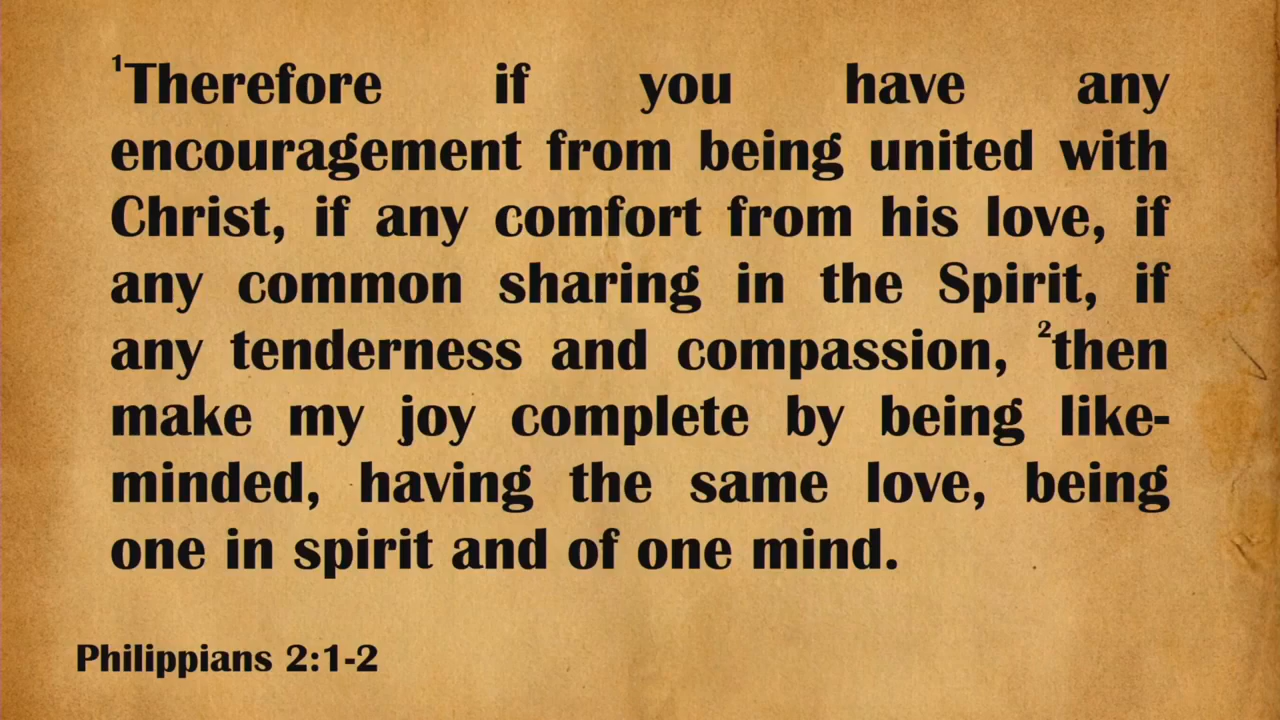 ¹Therefore if you have any
encouragement from being united with
Christ, if any comfort from his love, if
any common sharing in the Spirit, if
any tenderness and compassion, ²then
make my joy complete by being like-
minded, having the same love, being
one in spirit and of one mind.
Philippians 2:1-2